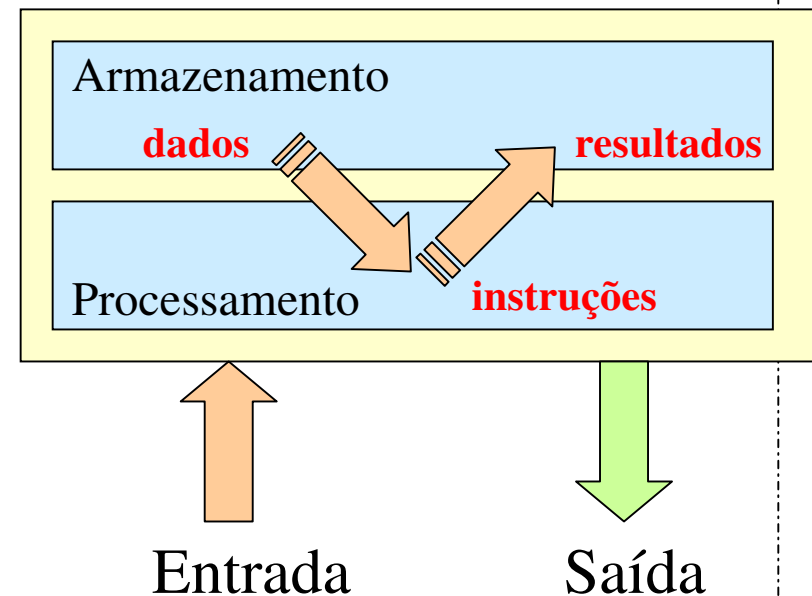 Armazenamento
dados resultados
Processamento instruções
Entrada Saída